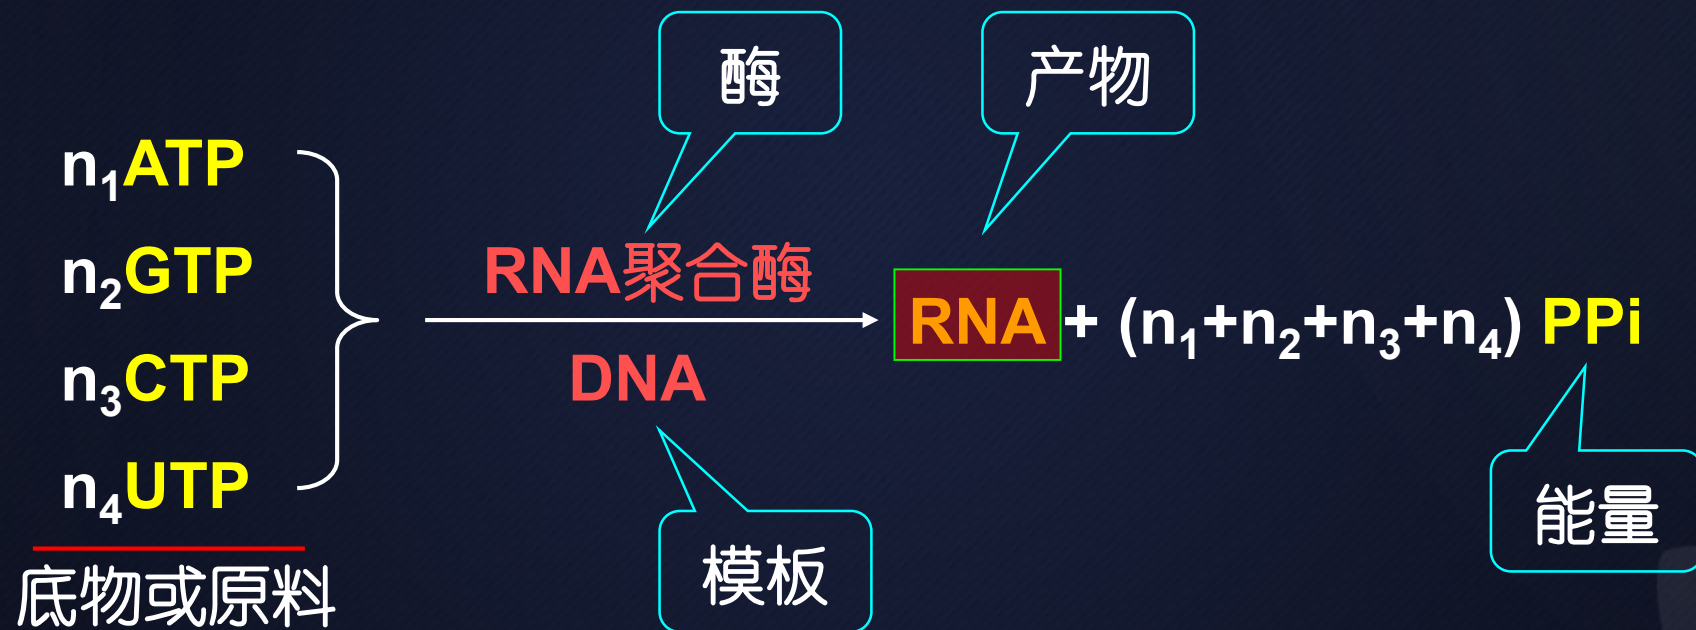 酶
产物
n₁ATP
n₂GTP
n₃CTP
n₄UTP
底物或原料
RNA聚合酶
DNA
模板
RNA + (n₁+n₂+n₃+n₄) PPi
能量